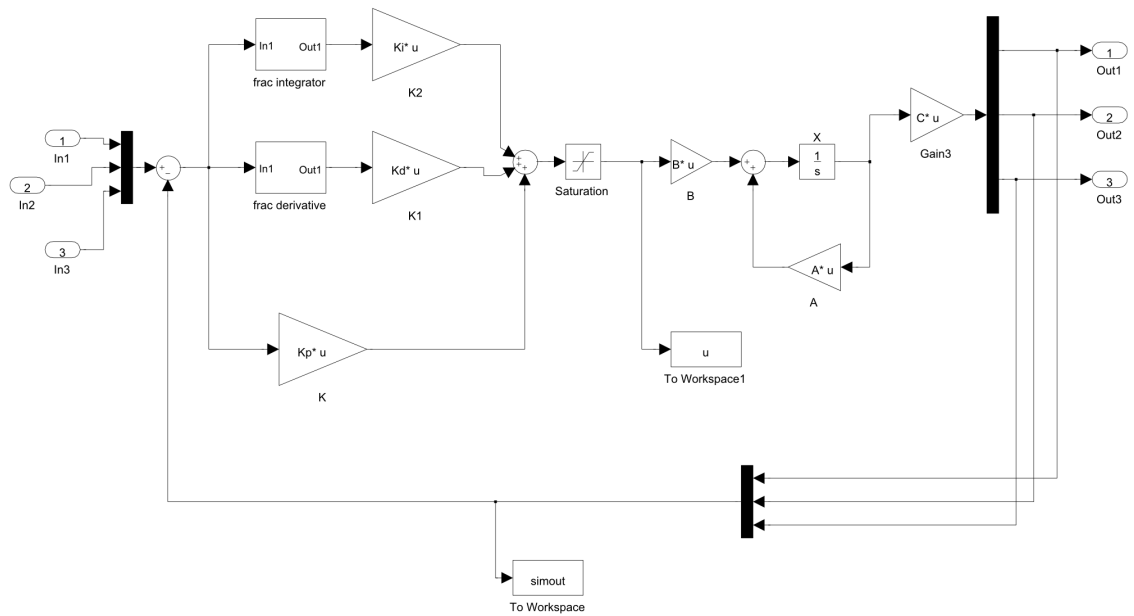 In1
Out1
frac integrator
Ki* u
K2
1
In1
2
In2
3
In3
+
−
In1
Out1
frac derivative
Kd* u
K1
Kp* u
K
+
+
+
Saturation
B* u
B
+
+
X
1
s
A* u
A
C* u
Gain3
1
Out1
2
Out2
3
Out3
u
To Workspace1
simout
To Workspace